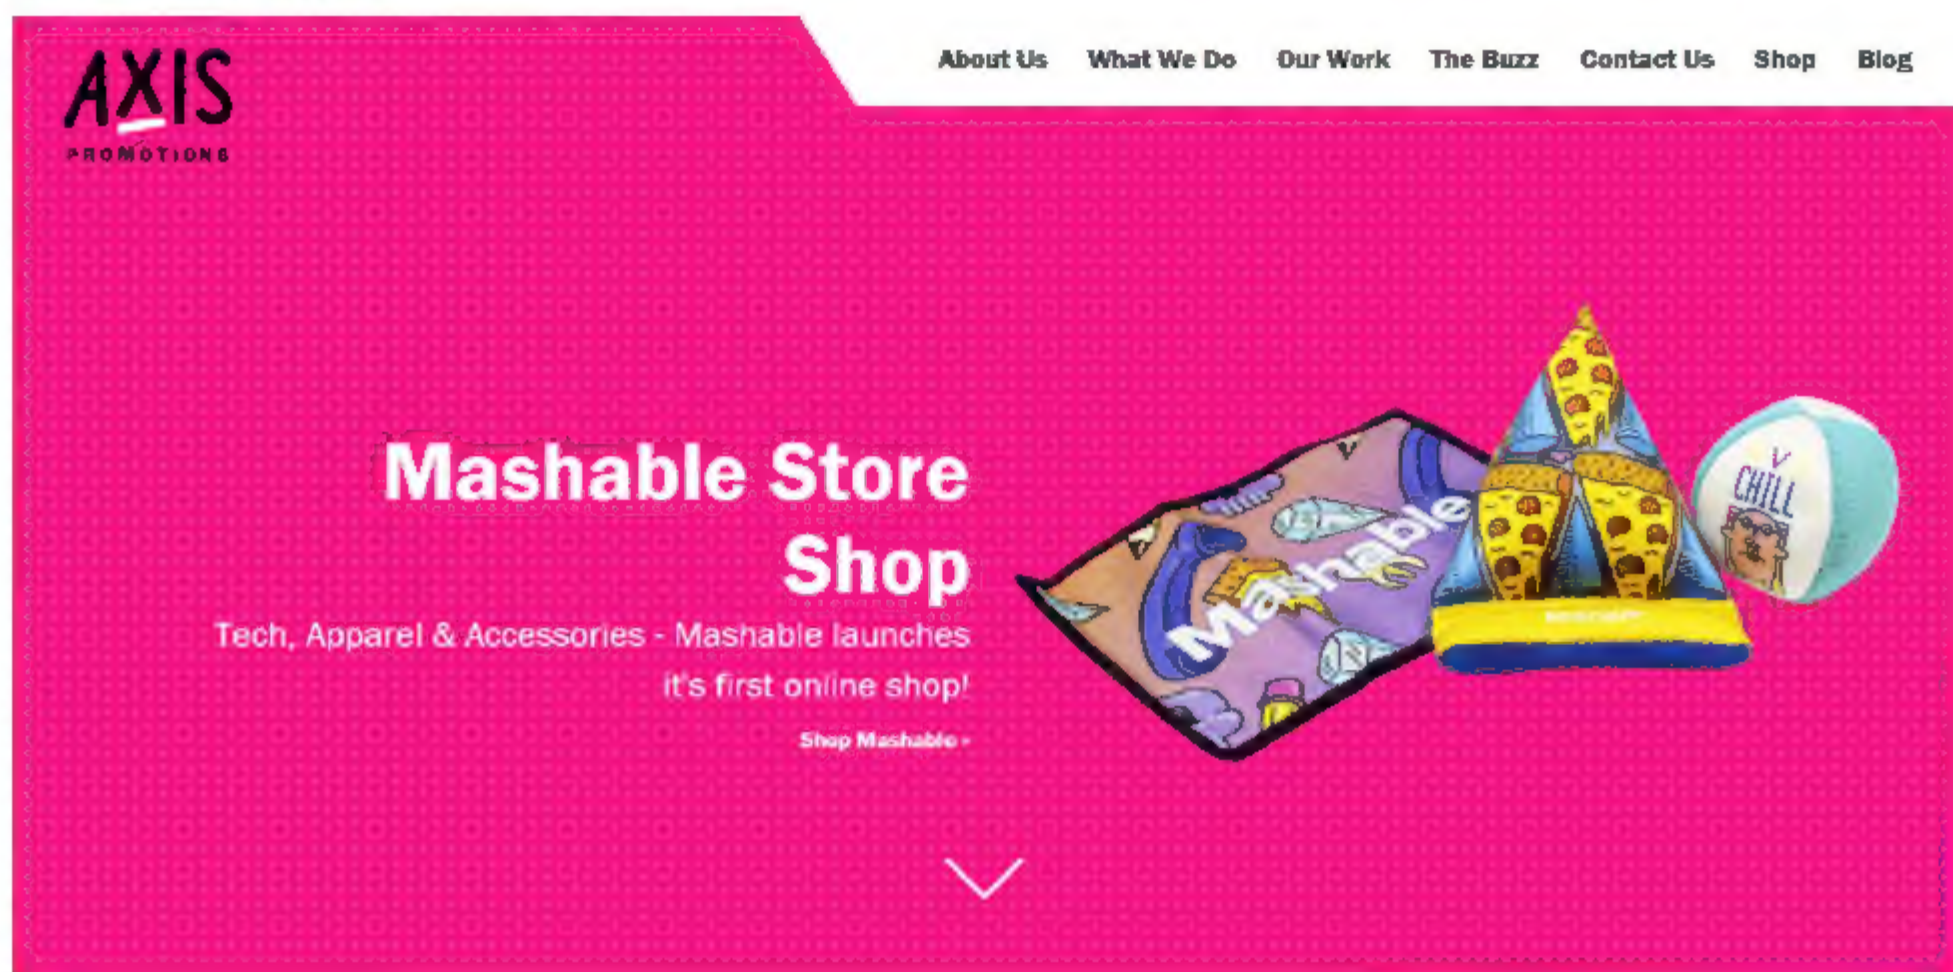 AXIS
PROMOTIONS
About Us What We Do Our Work The Buzz Contact Us Shop Blog
Mashable Store
Shop
Tech, Apparel & Accessories - Mashable launches
it's first online shop!
Shop Mashable
Mashable
CHILL